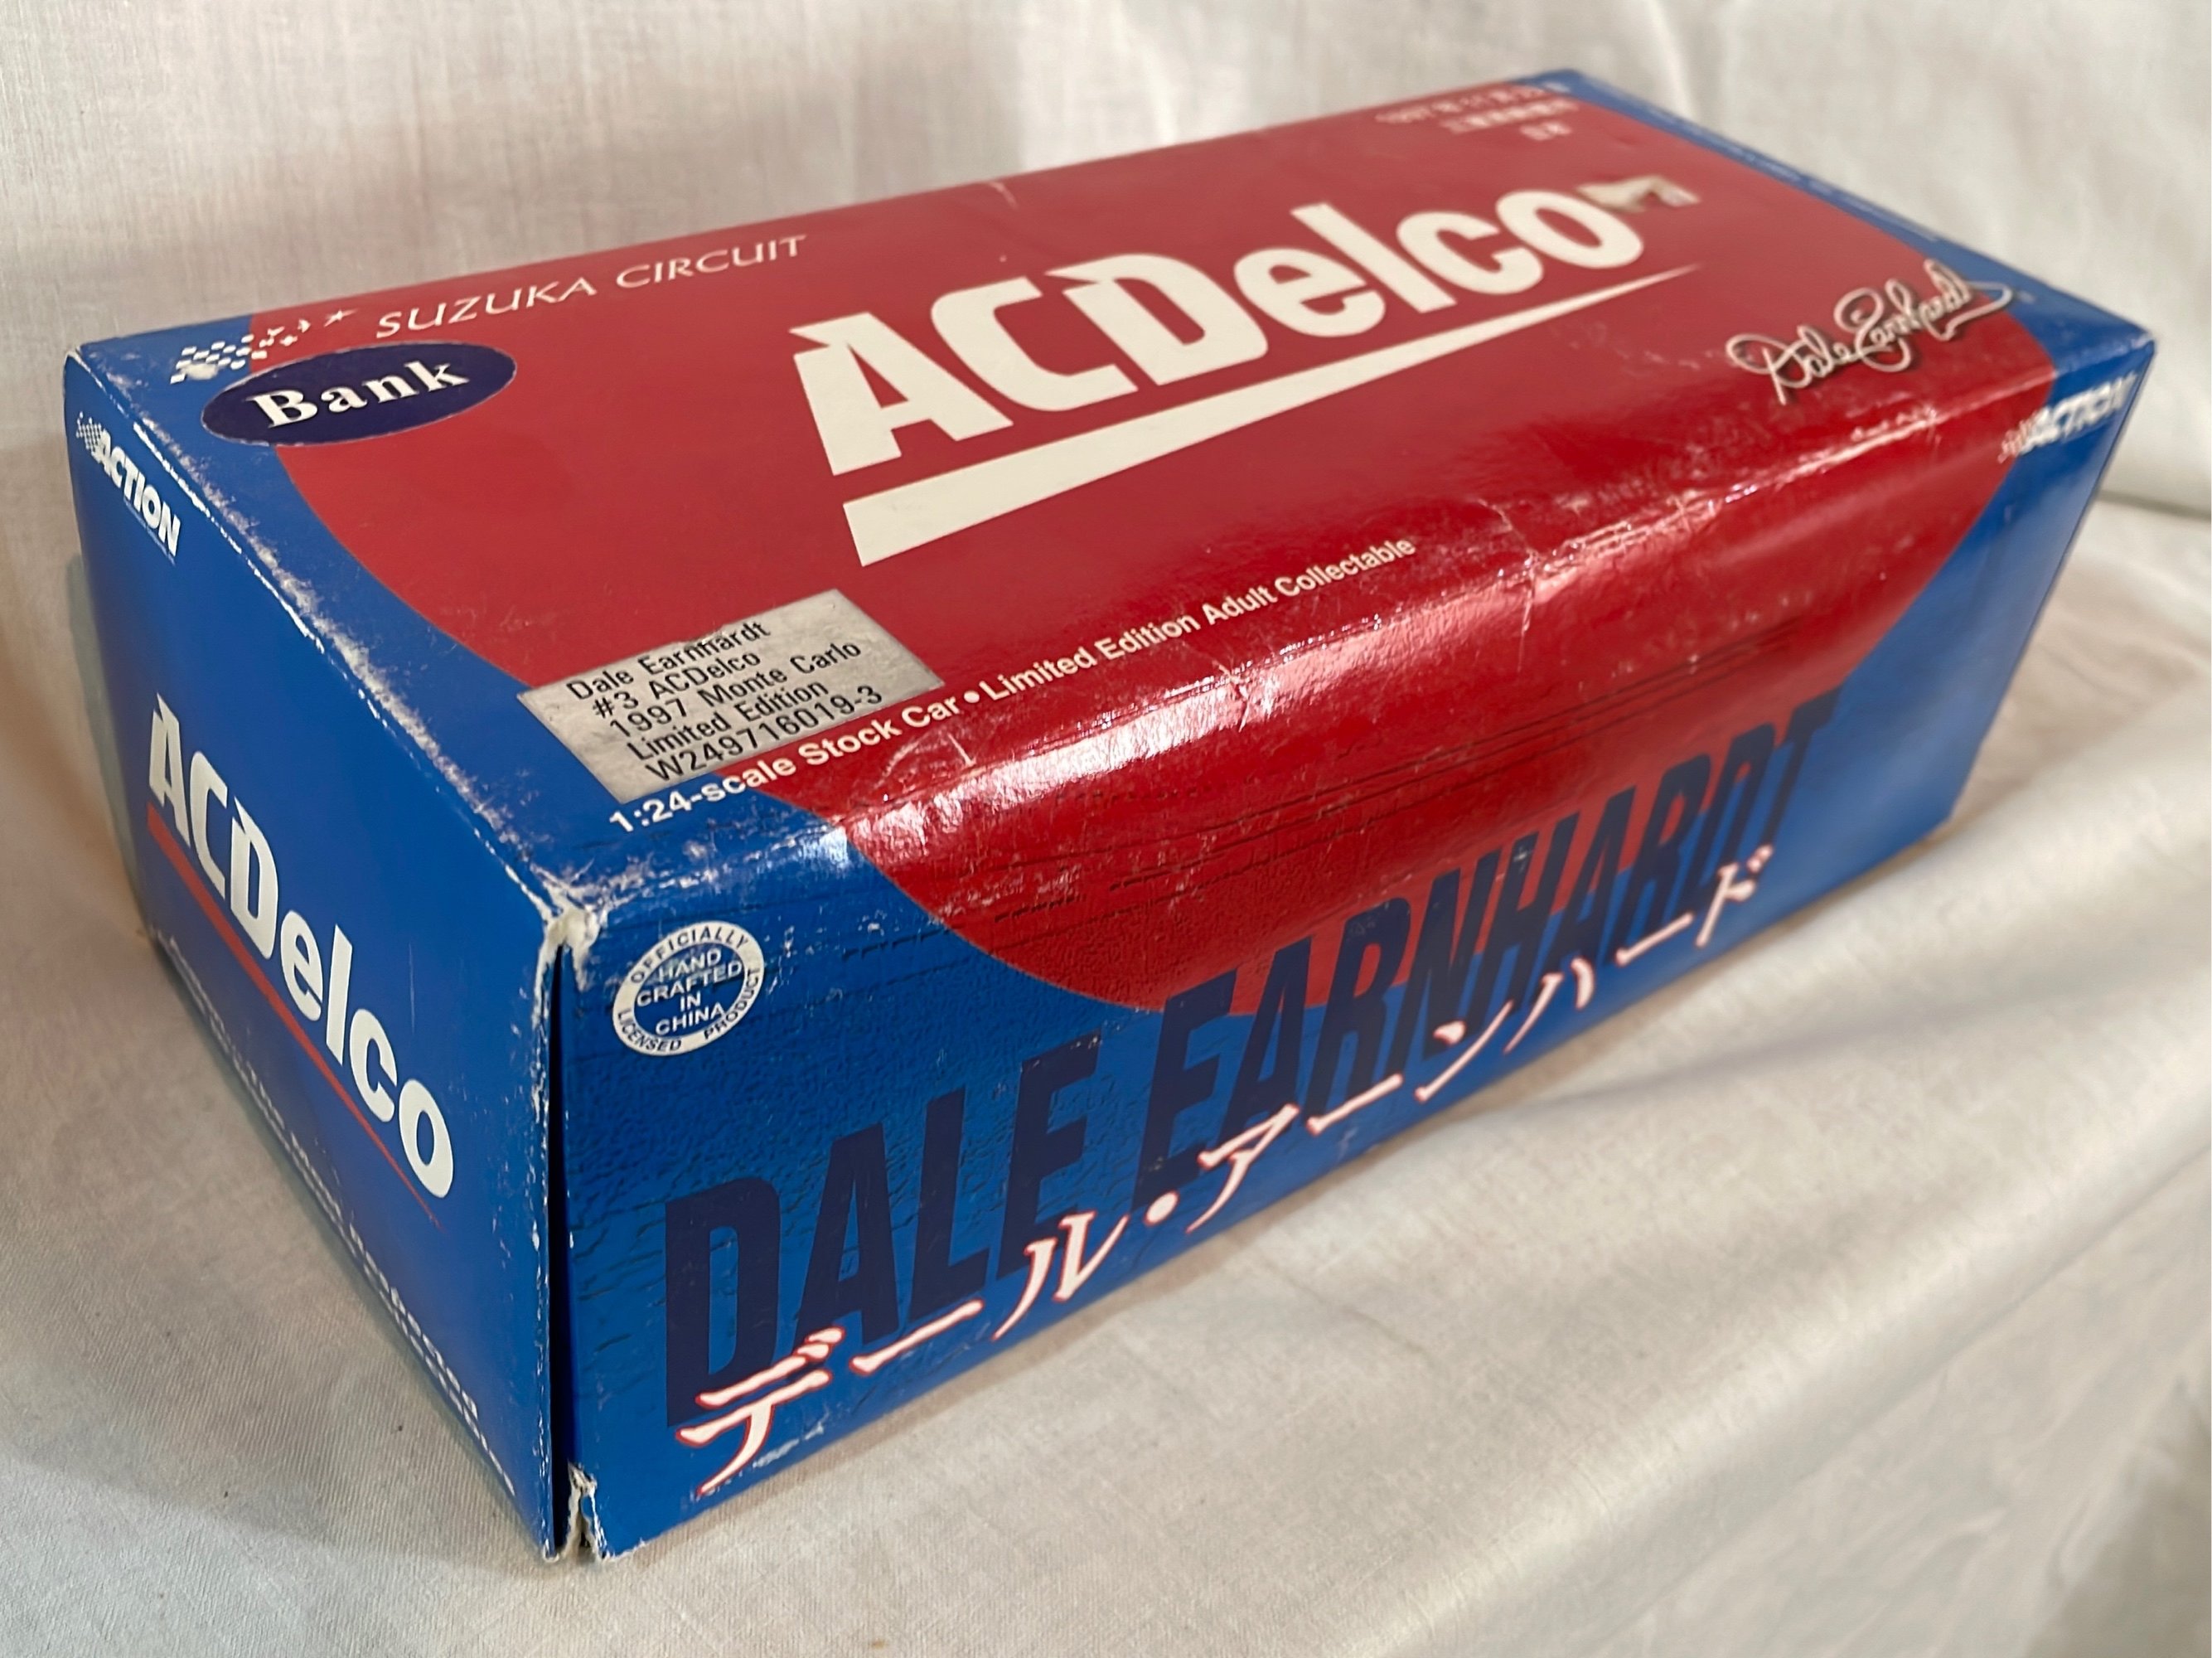 SUZUKA CIRCUIT
Bank
ACDelco
Dale Earnhardt
ACTION
ACTION
Dale Earnhardt
#3 ACDelco
1997 Monte Carlo
Limited Edition
W249716019-3
1:24-scale Stock Car • Limited Edition Adult Collectable
ACDelco
OFFICIALLY
HAND
CRAFTED
IN
CHINA
LICENSED PRODUCT
DALE EARNHARDT
デール・アーンハード